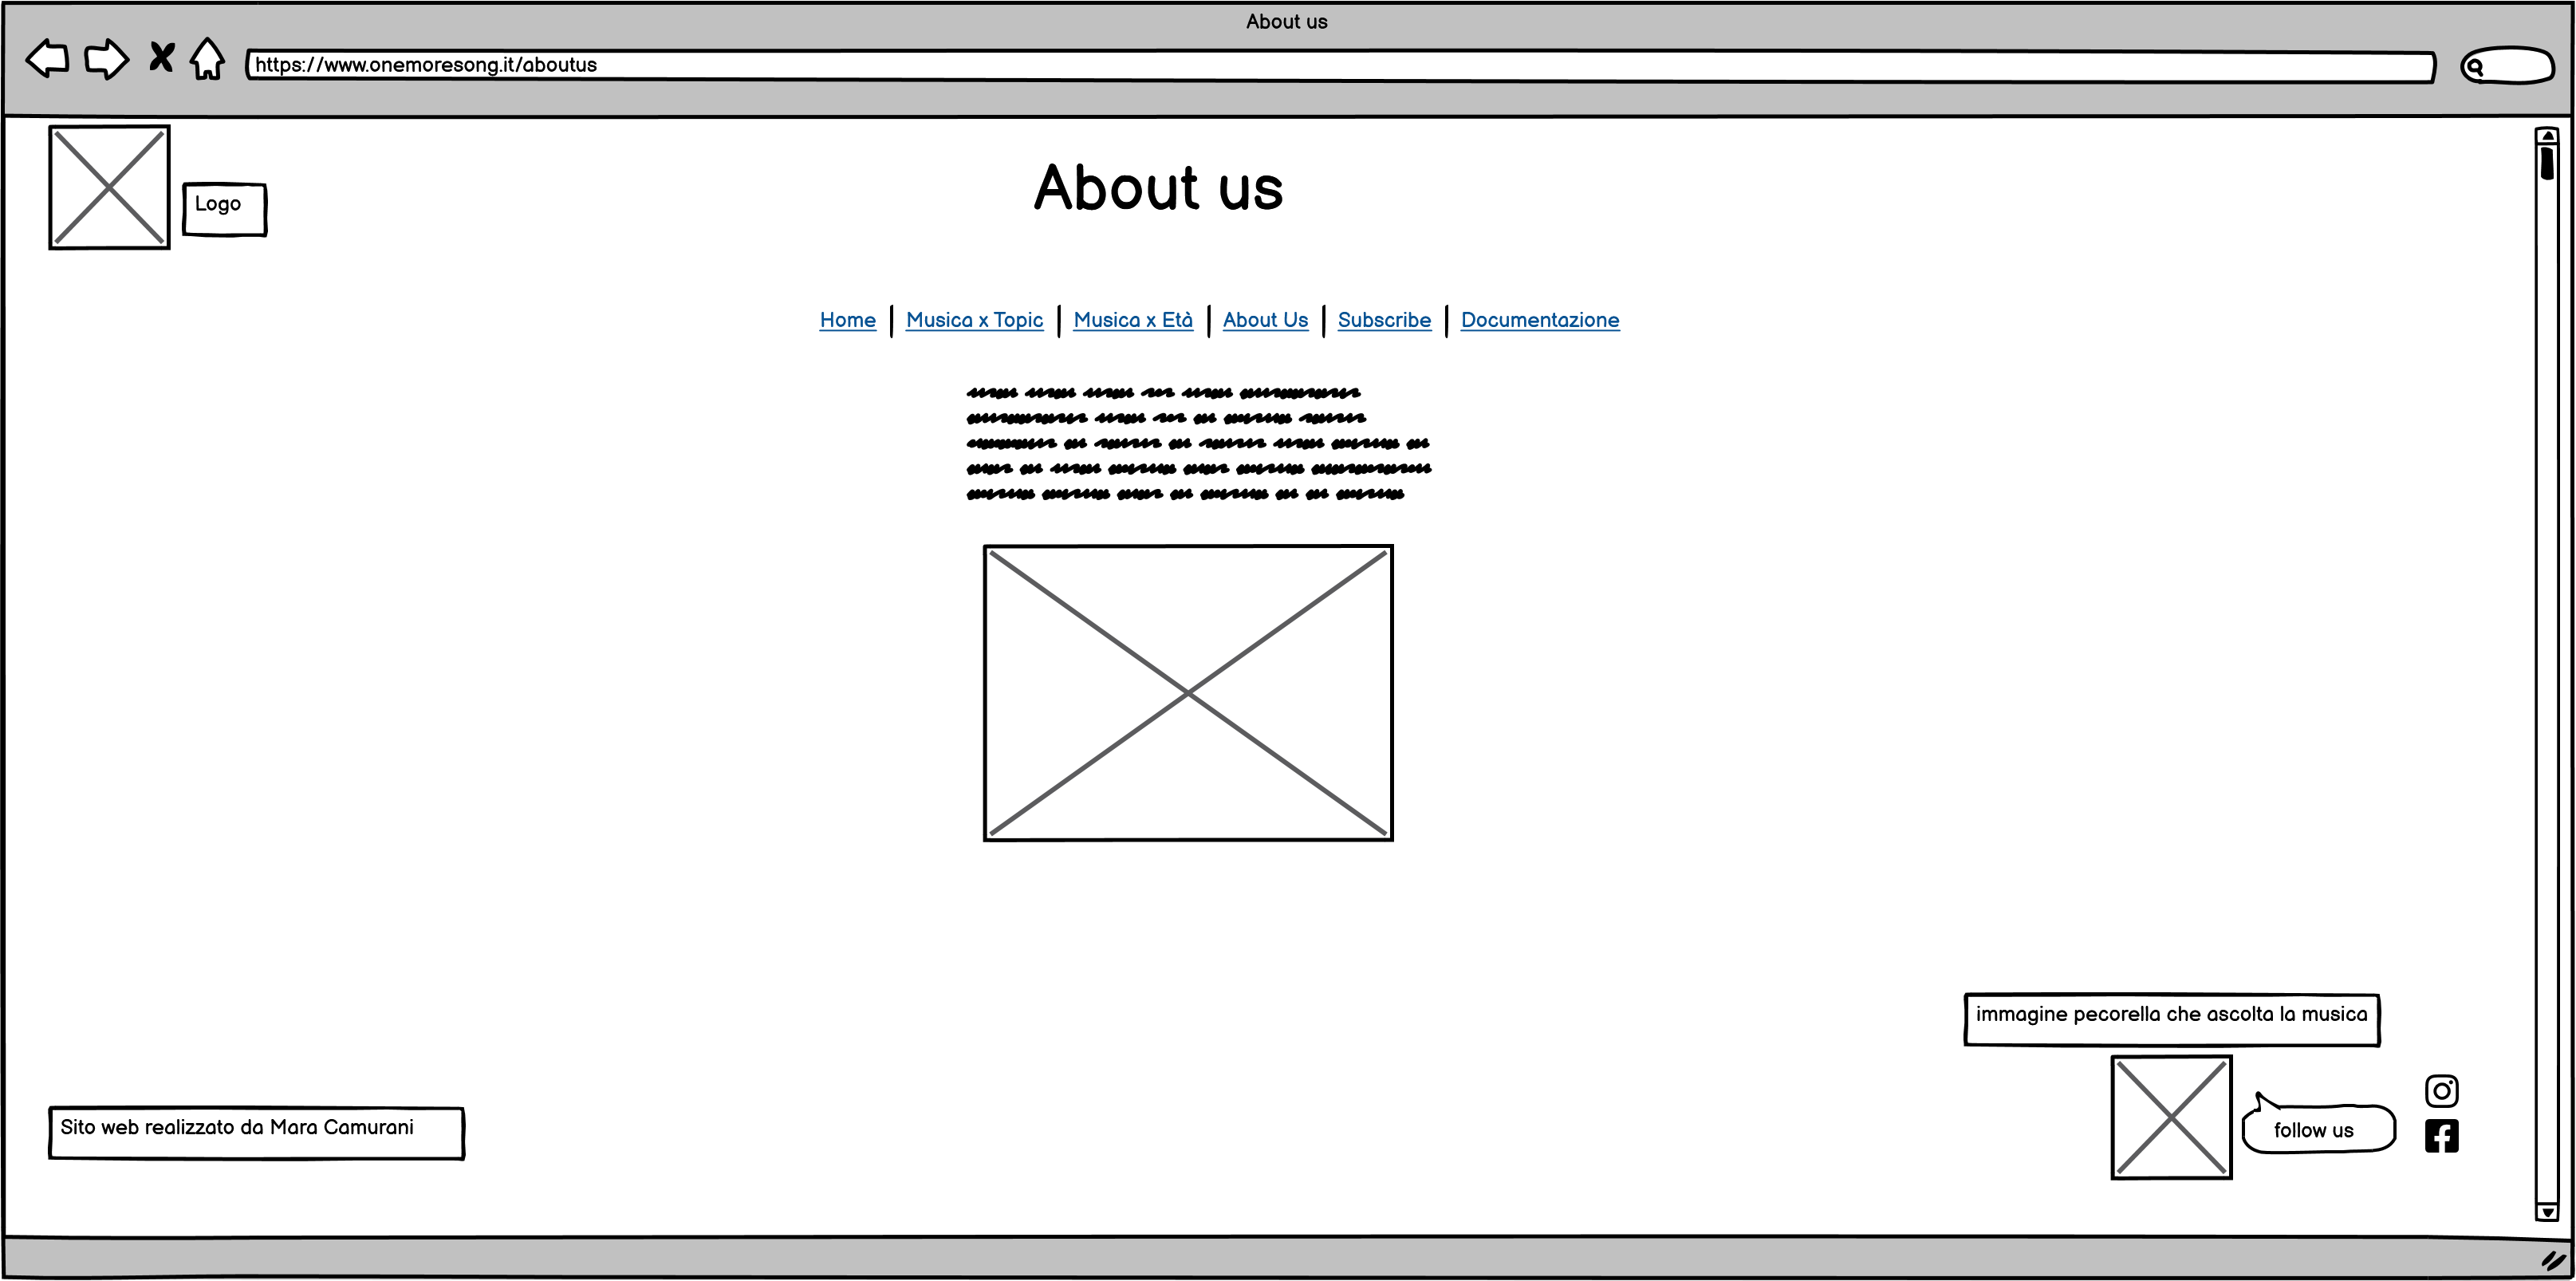 About us
https://www.onemoresong.it/aboutus
Logo
About us
Home | Musica x Topic | Musica x Età | About Us | Subscribe | Documentazione
immagine pecorella che ascolta la musica
Sito web realizzato da Mara Camurani
follow us